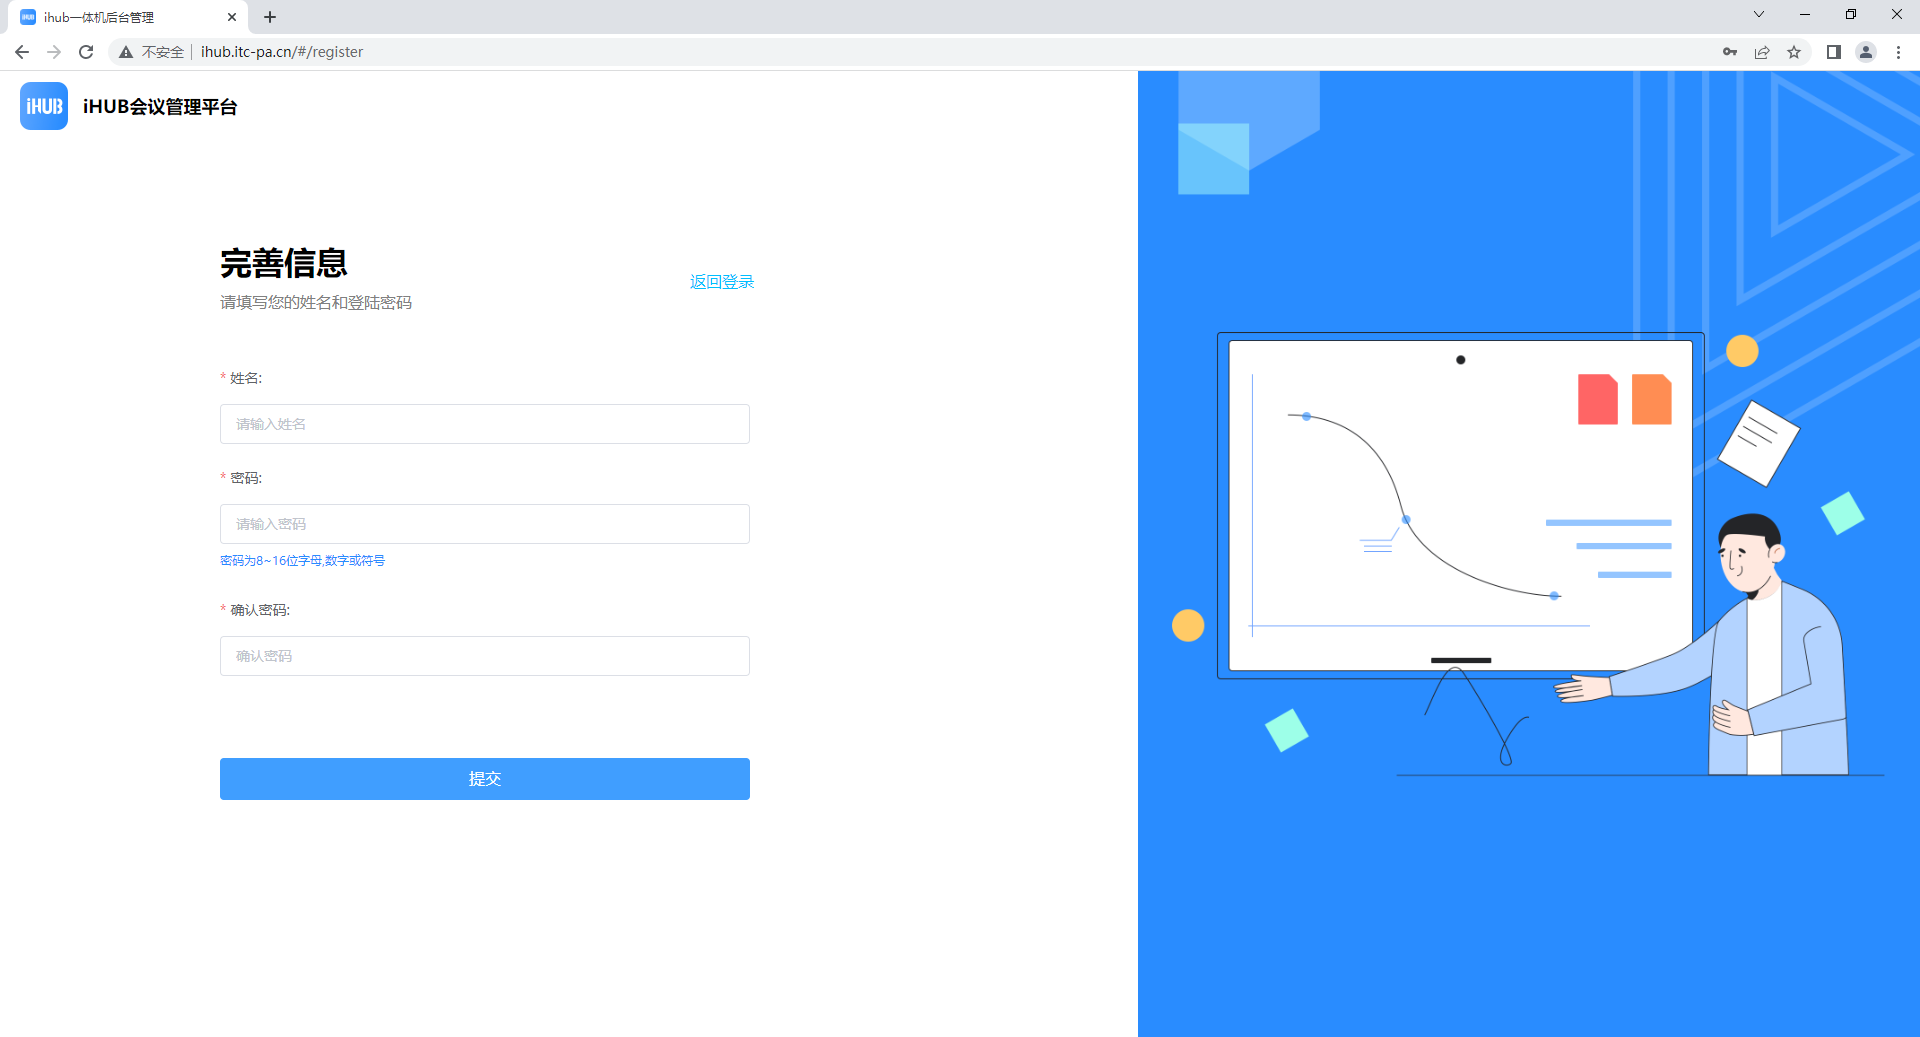 ihub一体机后台管理
不安全 ihub.itc-pa.cn/#/register
iHUB iHUB会议管理平台
完善信息
返回登录
请填写您的姓名和登陆密码
* 姓名:
请输入姓名
* 密码:
请输入密码
密码为8~16位字母,数字或符号
* 确认密码:
确认密码
提交